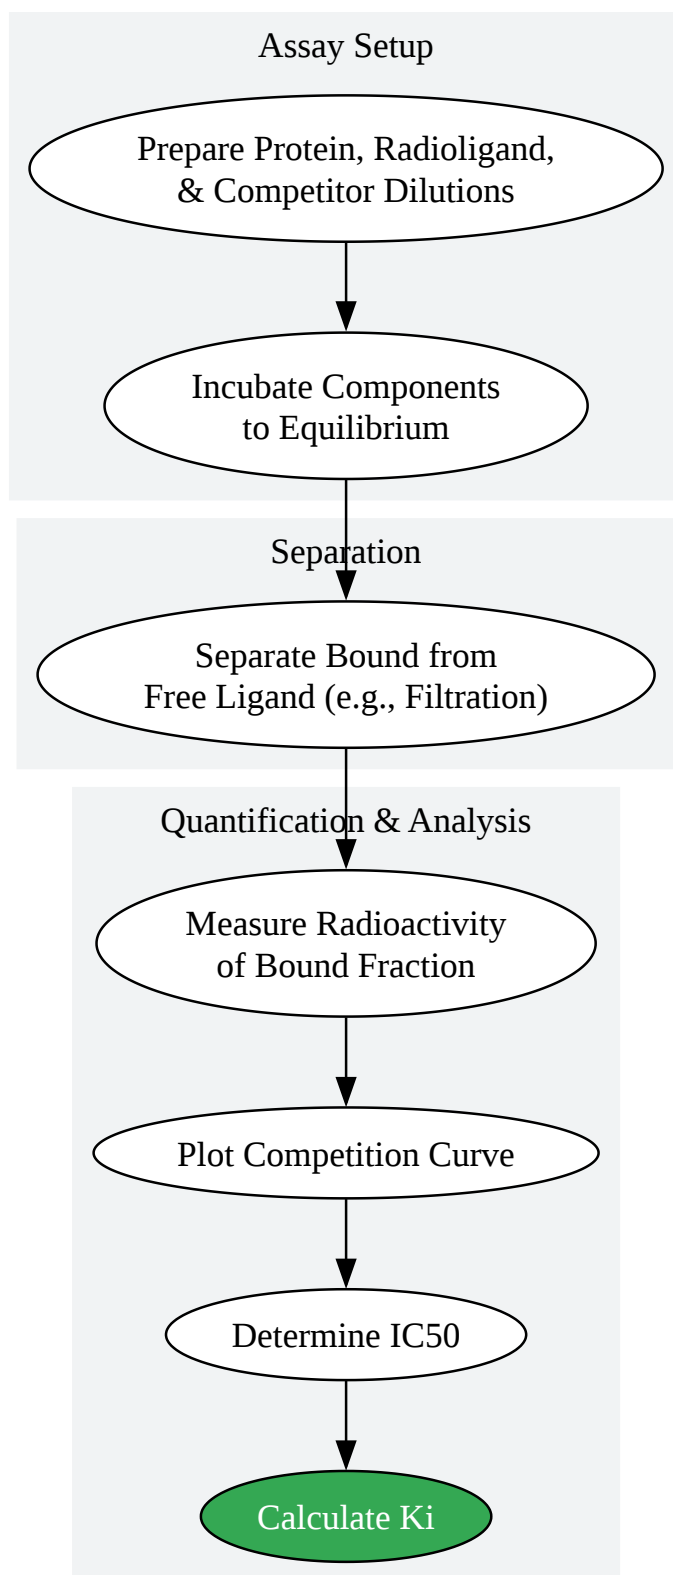 Assay Setup
Prepare Protein, Radioligand,
& Competitor Dilutions
Incubate Components
to Equilibrium
Separation
Separate Bound from
Free Ligand (e.g., Filtration)
Quantification & Analysis
Measure Radioactivity
of Bound Fraction
Plot Competition Curve
Determine IC50
Calculate Ki